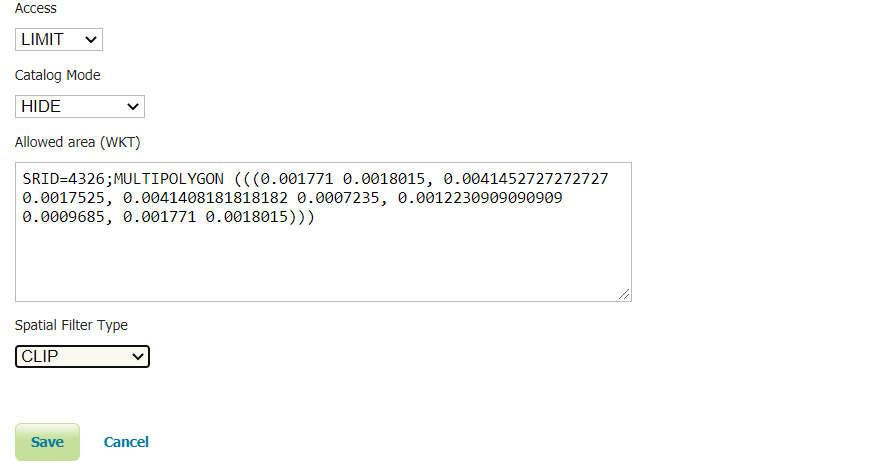 Access
LIMIT
Catalog Mode
HIDE
Allowed area (WKT)
SRID=4326;MULTIPOLYGON (((0.001771 0.0018015, 0.0041452727272727
0.0017525, 0.0041408181818182 0.0007235, 0.0012230909090909
0.0009685, 0.001771 0.0018015)))
Spatial Filter Type
CLIP
Save Cancel